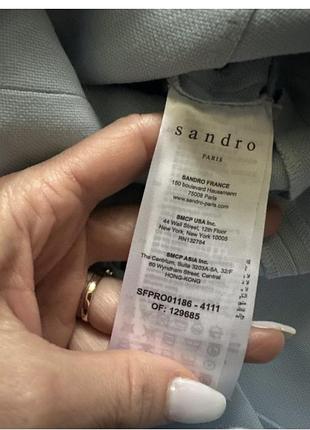 sandro
PARIS
SANDRO FRANCE
150 boulevard Haussmann
75008 Paris
www.sandro-paris.com
SMCP USA Inc.
44 Wall Street, 12th Floor
New York, New York 10005
RN132784
SMCP ASIA Inc.
The Centrium, Suite 3203A-5A, 32/F
60 Wyndham Street, Central
HONG-KONG
SFPRO01186 - 4111
OF: 129685